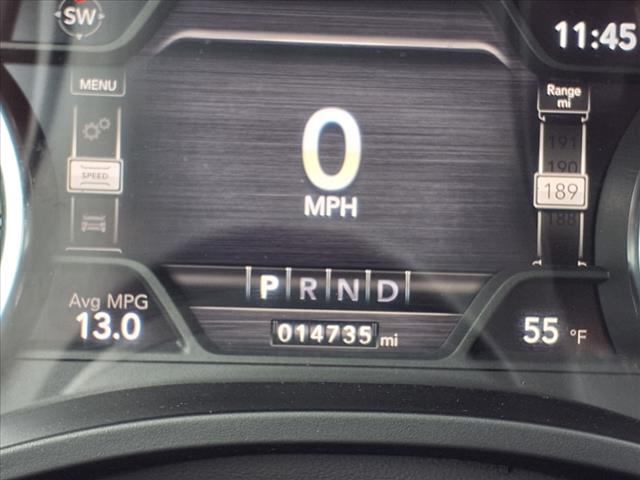 SW
11:45
MENU
Range
mi
0
191
190
SPEED
189
188
MPH
P R N D
Avg MPG
13.0
014735 mi
55 °F